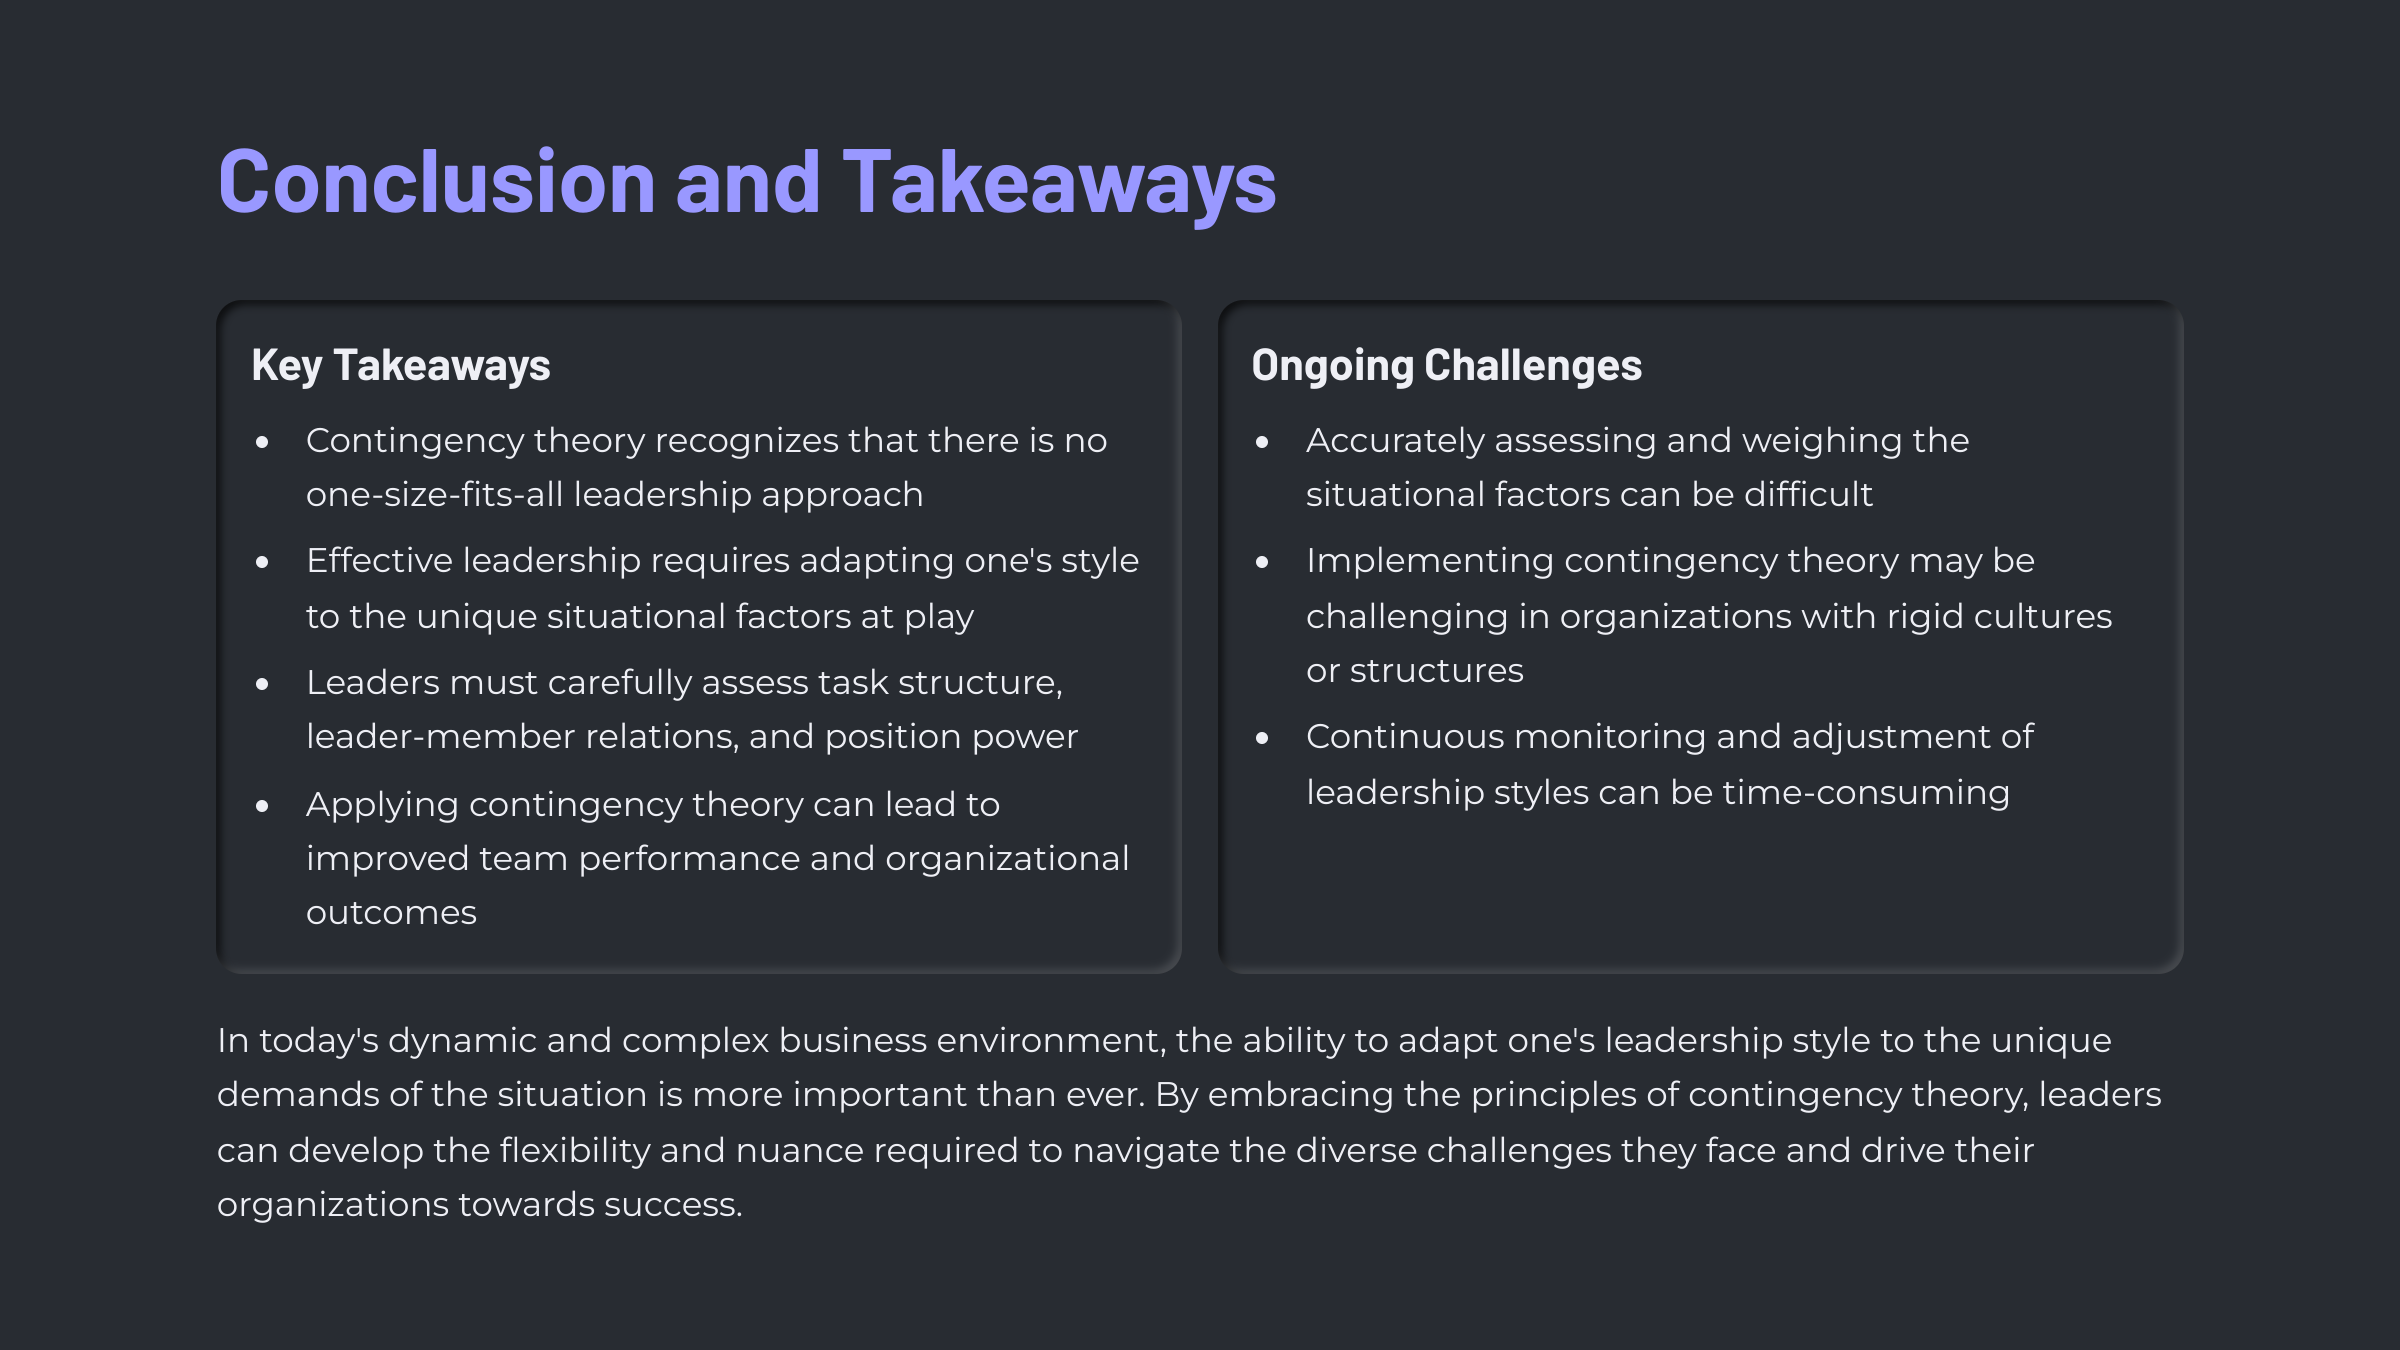 Conclusion and Takeaways
Key Takeaways
• Contingency theory recognizes that there is no
one-size-fits-all leadership approach
• Effective leadership requires adapting one's style
to the unique situational factors at play
• Leaders must carefully assess task structure,
leader-member relations, and position power
• Applying contingency theory can lead to
improved team performance and organizational
outcomes
Ongoing Challenges
• Accurately assessing and weighing the
situational factors can be difficult
• Implementing contingency theory may be
challenging in organizations with rigid cultures
or structures
• Continuous monitoring and adjustment of
leadership styles can be time-consuming
In today's dynamic and complex business environment, the ability to adapt one's leadership style to the unique
demands of the situation is more important than ever. By embracing the principles of contingency theory, leaders
can develop the flexibility and nuance required to navigate the diverse challenges they face and drive their
organizations towards success.